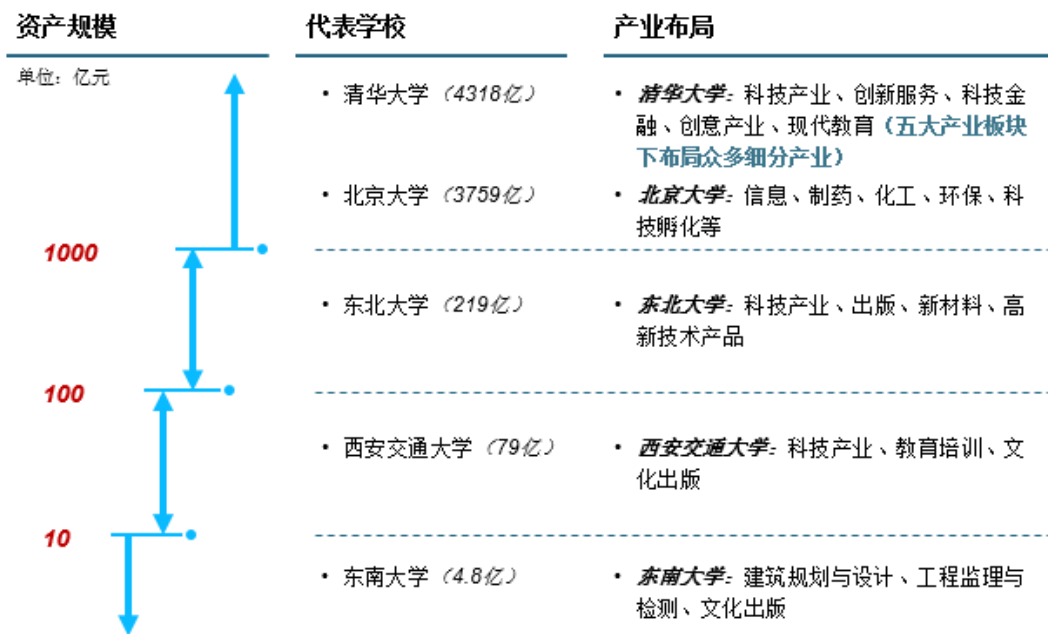 资产规模
代表学校
产业布局
单位：亿元
• 清华大学（4318亿）
• 清华大学：科技产业、创新服务、科技金
融、创意产业、现代教育（五大产业板块
下布局众多细分产业）
• 北京大学（3759亿）
• 北京大学：信息、制药、化工、环保、科
技孵化等
1000
• 东北大学（219亿）
• 东北大学：科技产业、出版、新材料、高
新技术产品
100
• 西安交通大学（79亿）
• 西安交通大学：科技产业、教育培训、文
化出版
10
• 东南大学（4.8亿）
• 东南大学：建筑规划与设计、工程监理与
检测、文化出版